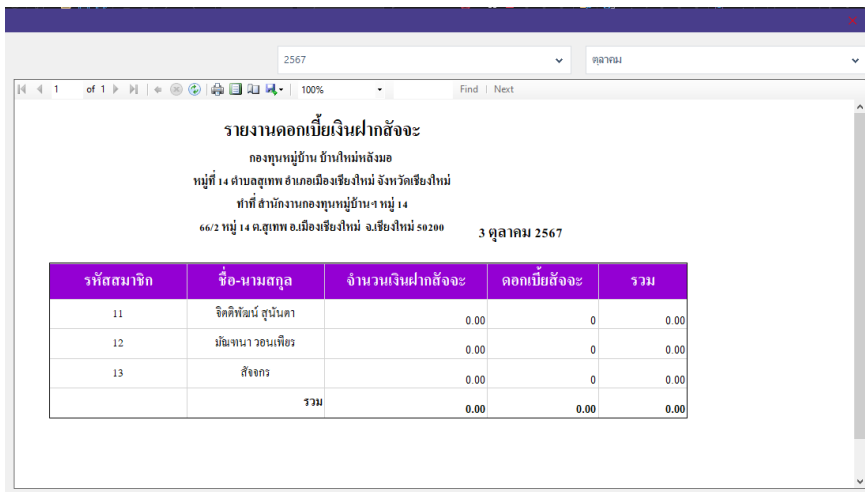 2567 ตุลาคม
1 of 1 100% Find Next
รายงานดอกเบี้ยเงินฝากสัจจะ
กองทุนหมู่บ้าน บ้านใหม่หลังมอ
หมู่ที่ 14 ตำบลสุเทพ อำเภอเมืองเชียงใหม่ จังหวัดเชียงใหม่
ทำที่ สำนักงานกองทุนหมู่บ้านฯ หมู่ 14
66/2 หมู่ 14 ต.สุเทพ อ.เมืองเชียงใหม่ จ.เชียงใหม่ 50200
3 ตุลาคม 2567
รหัสสมาชิก ชื่อ-นามสกุล จำนวนเงินฝากสัจจะ ดอกเบี้ยสัจจะ รวม
11 จิตติพัฒน์ สุนันตา 0.00 0 0.00
12 มัณฑนา วอนเพียร 0.00 0 0.00
13 สัจจกร 0.00 0 0.00
รวม 0.00 0.00 0.00